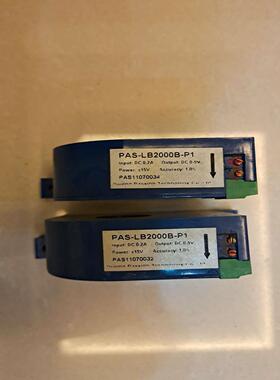 PAS-LB2000B-P1
Input: DC 0.2A Output: DC 0-5V
Power: ±15V Accuracy: 1.0%
PAS11070034
PAS-LB2000B-P1
Input: DC 0.2A Output: DC 0-5V
Power: ±15V Accuracy: 1.0%
PAS11070032